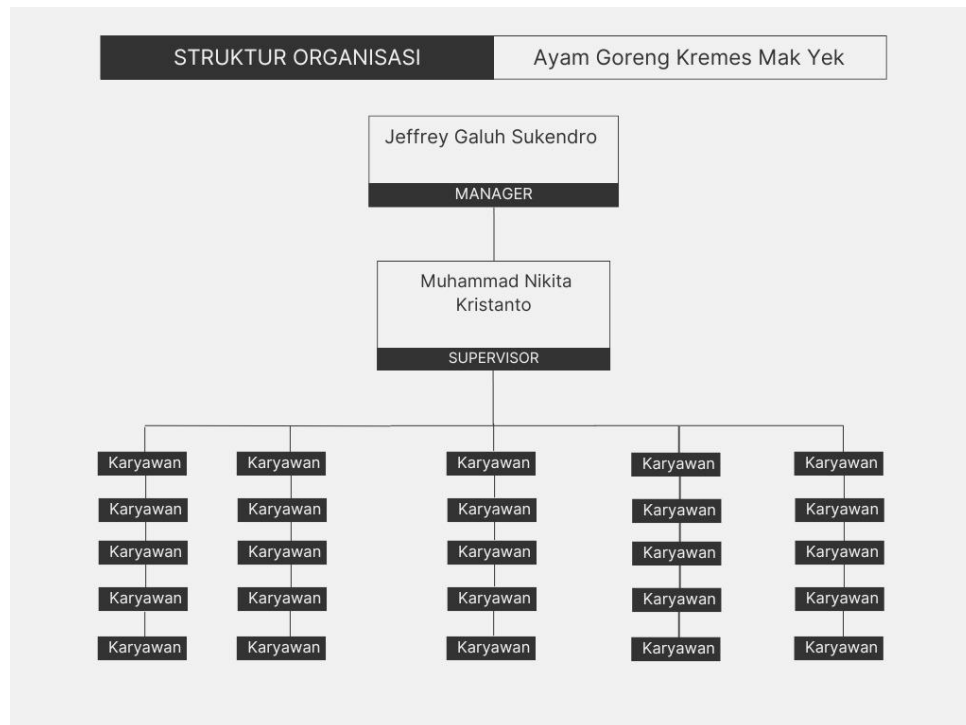 STRUKTUR ORGANISASI
Ayam Goreng Kremes Mak Yek
Jeffrey Galuh Sukendro
MANAGER
Muhammad Nikita
Kristanto
SUPERVISOR
Karyawan Karyawan Karyawan Karyawan Karyawan
Karyawan Karyawan Karyawan Karyawan Karyawan
Karyawan Karyawan Karyawan Karyawan Karyawan
Karyawan Karyawan Karyawan Karyawan Karyawan
Karyawan Karyawan Karyawan Karyawan Karyawan